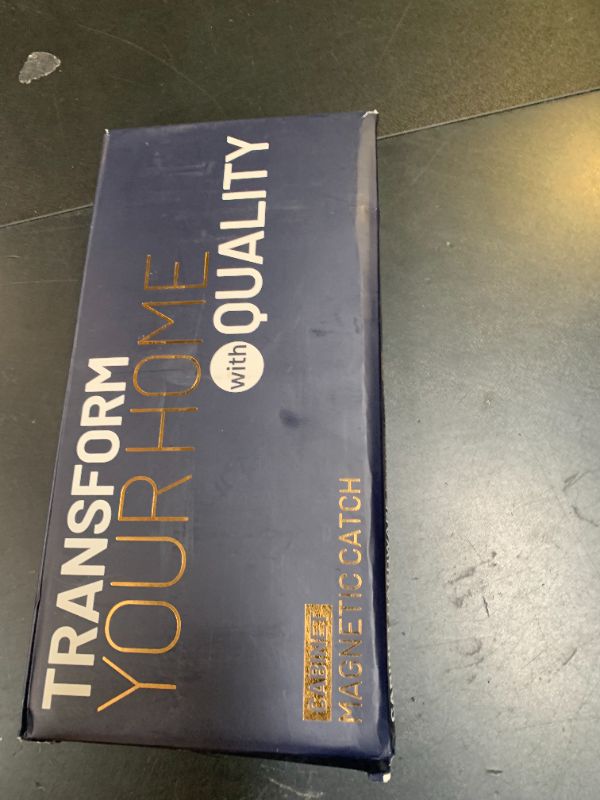 TRANSFORM
YOUR HOME
with QUALITY
CABINET
MAGNETIC CATCH